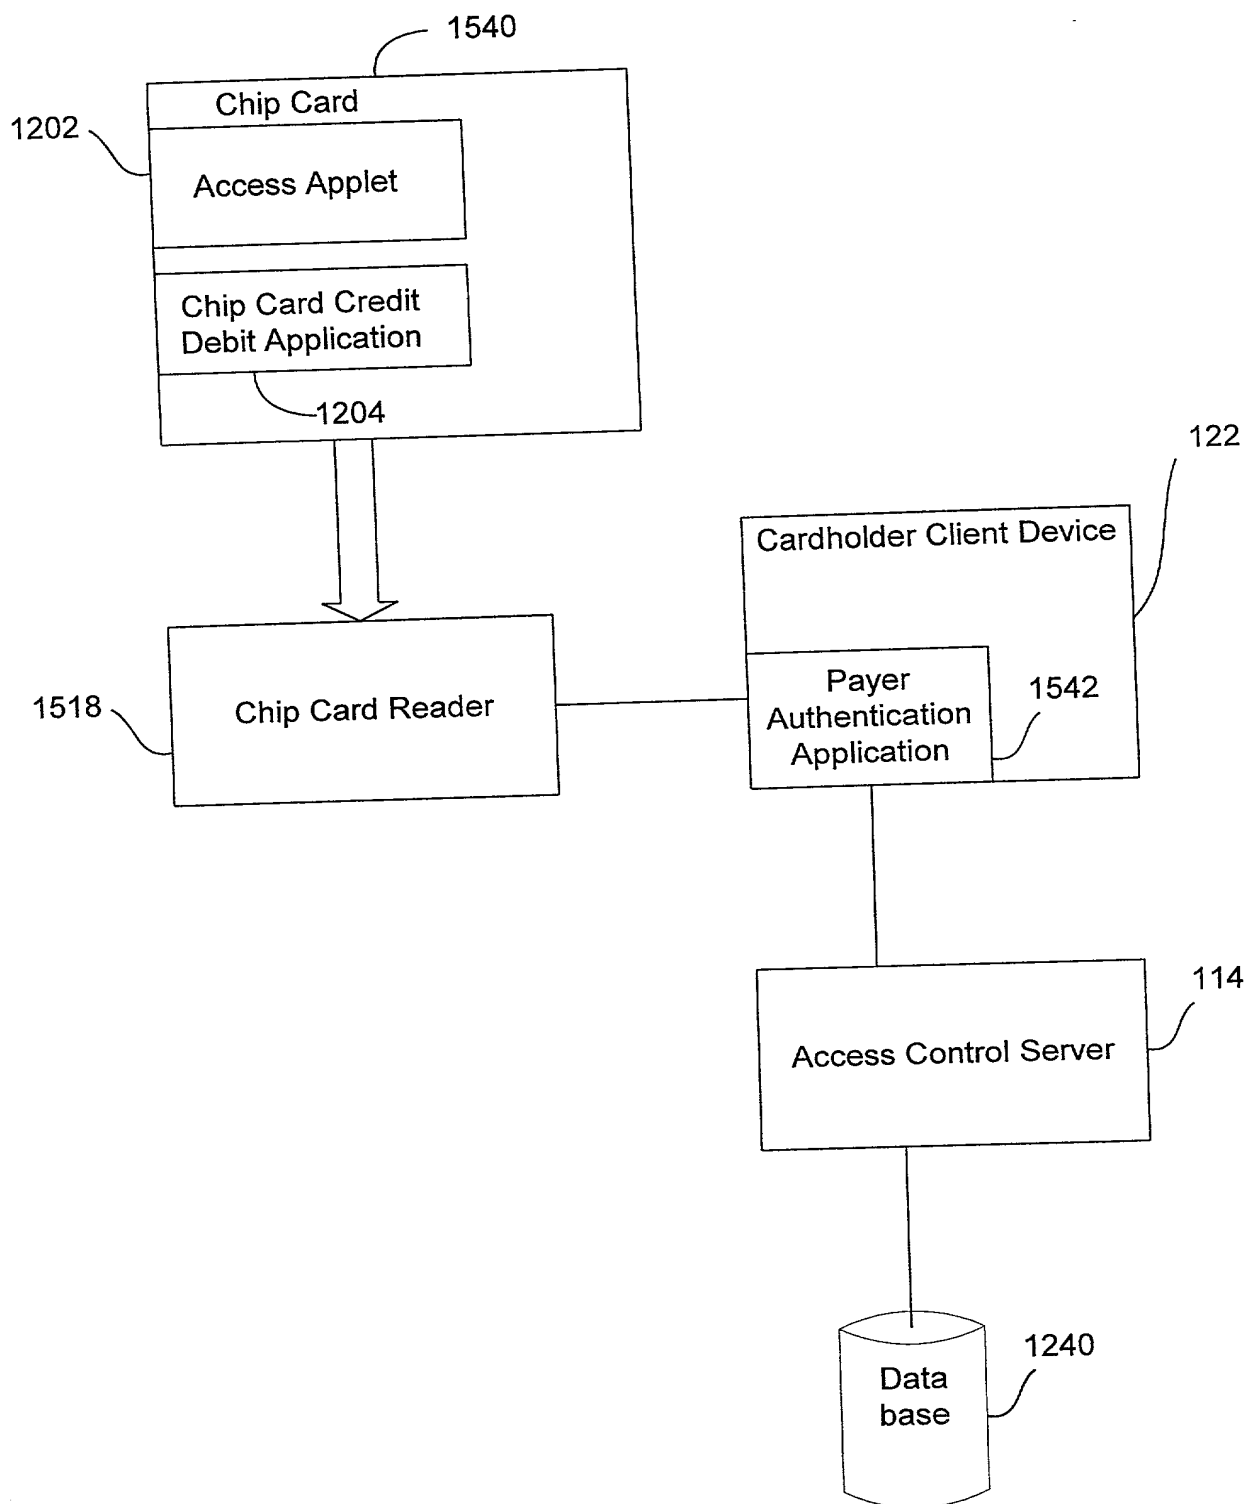 1540
Chip Card
1202
Access Applet
Chip Card Credit
Debit Application
1204
122
Cardholder Client Device
Payer
Authentication
Application
1542
1518
Chip Card Reader
114
Access Control Server
1240
Data
base